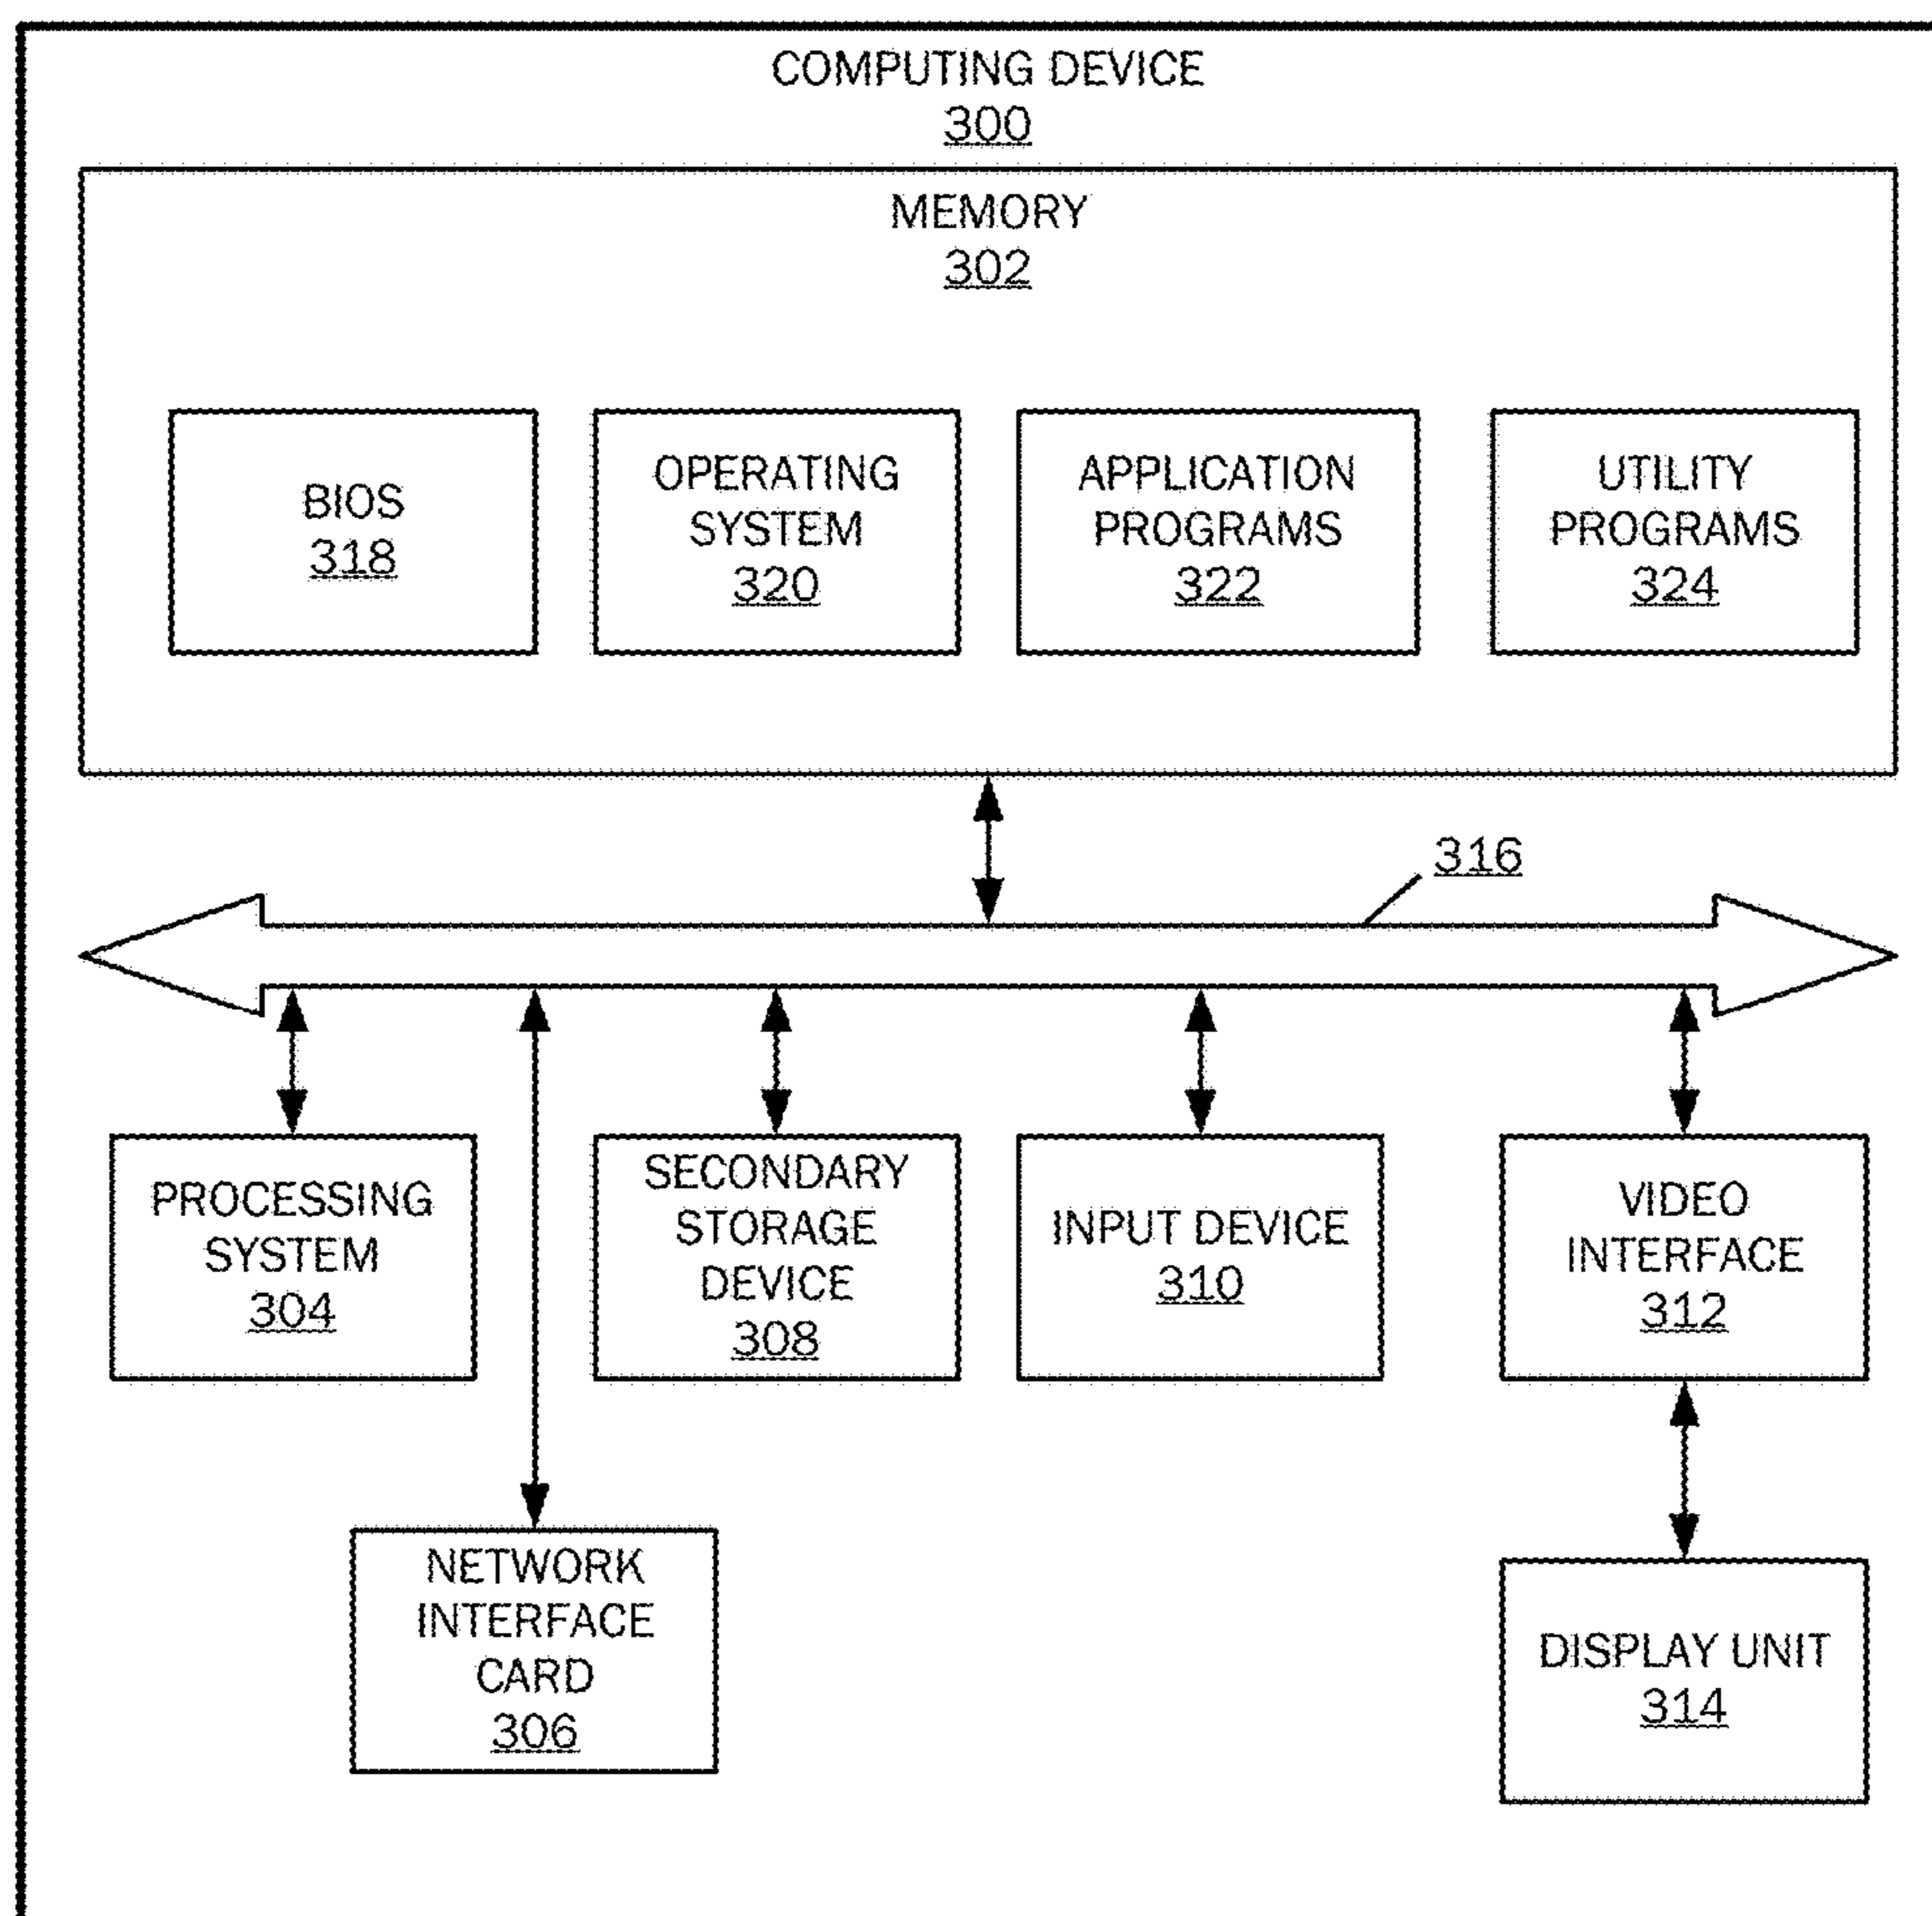 COMPUTING DEVICE
300
MEMORY
302
BIOS
318
OPERATING
SYSTEM
320
APPLICATION
PROGRAMS
322
UTILITY
PROGRAMS
324
316
PROCESSING
SYSTEM
304
SECONDARY
STORAGE
DEVICE
308
INPUT DEVICE
310
VIDEO
INTERFACE
312
NETWORK
INTERFACE
CARD
306
DISPLAY UNIT
314